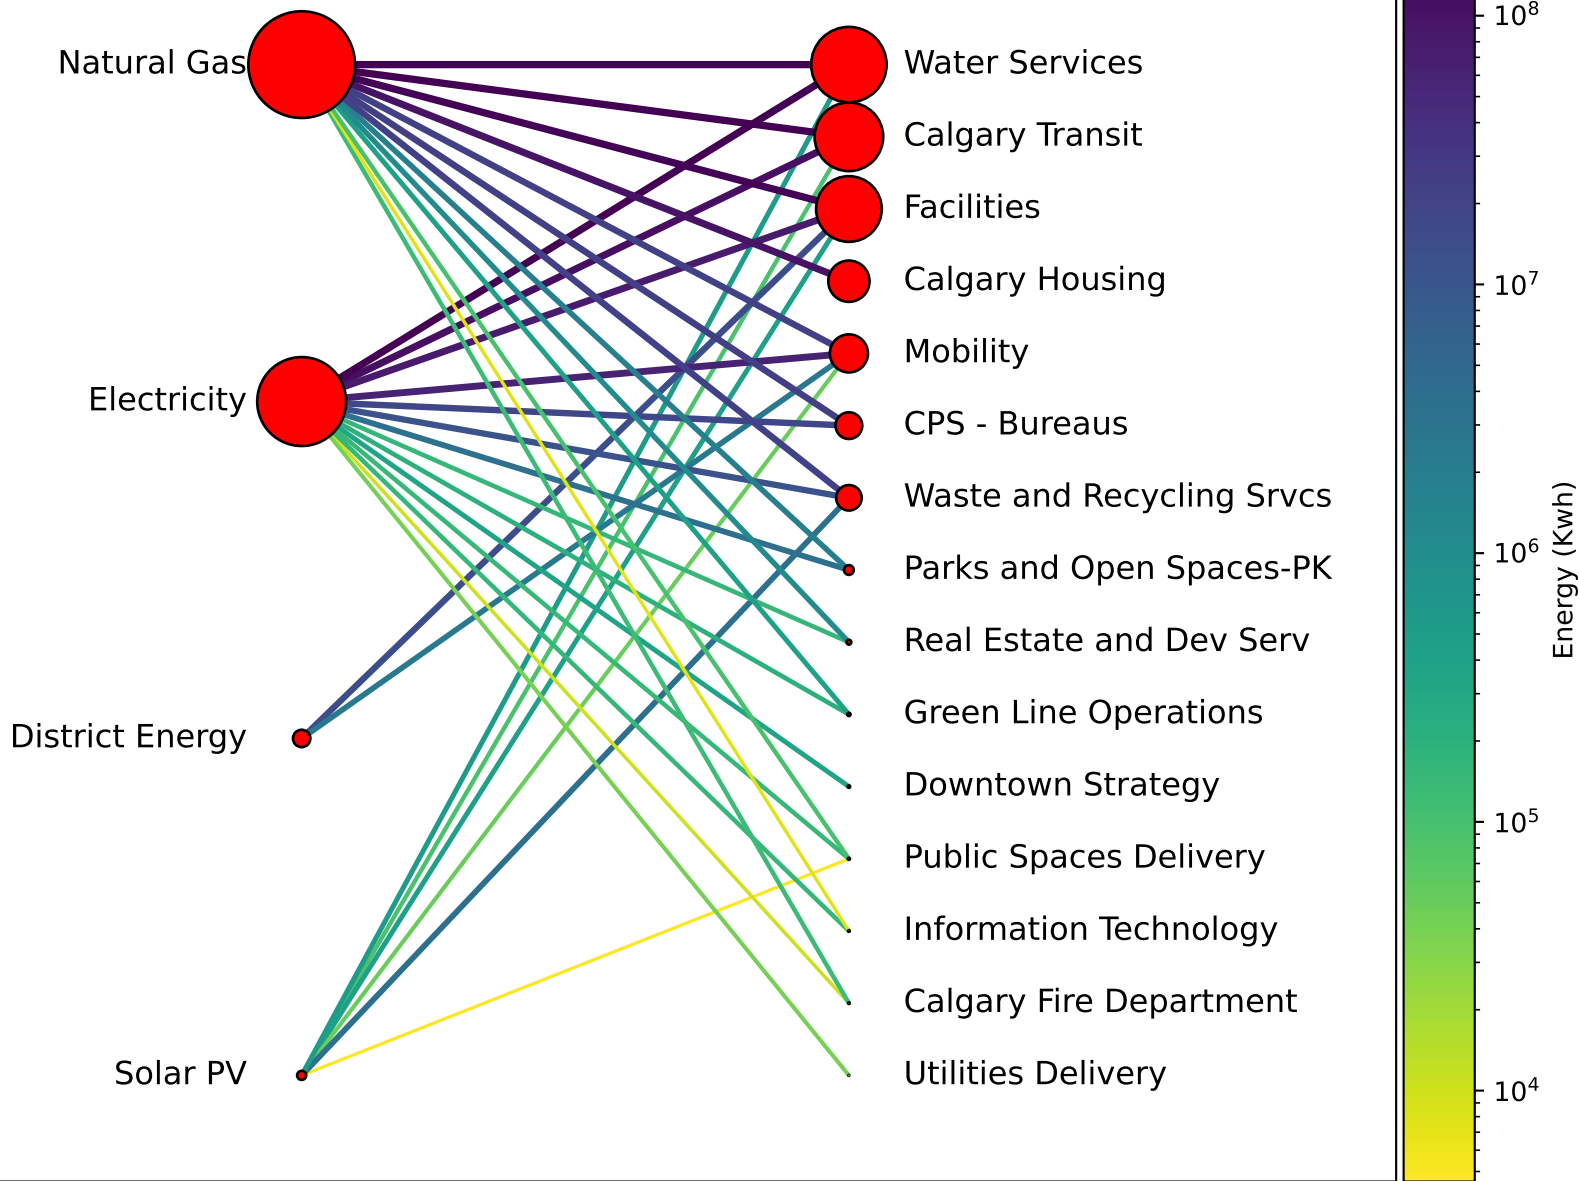 Natural Gas
Electricity
District Energy
Solar PV
Water Services
Calgary Transit
Facilities
Calgary Housing
Mobility
CPS - Bureaus
Waste and Recycling Srvcs
Parks and Open Spaces-PK
Real Estate and Dev Serv
Green Line Operations
Downtown Strategy
Public Spaces Delivery
Information Technology
Calgary Fire Department
Utilities Delivery
10⁸
10⁷
10⁶
10⁵
10⁴
Energy (Kwh)